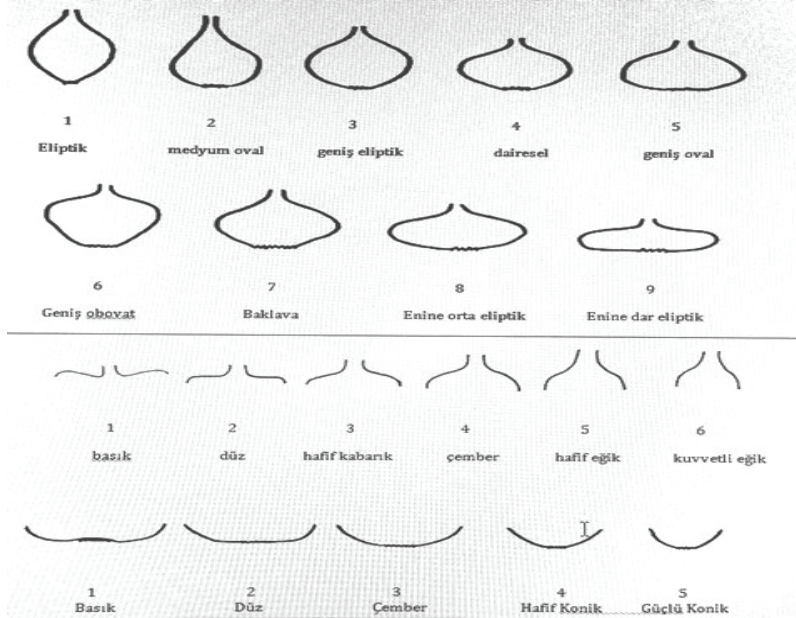 1 2 3 4 5
Eliptik medyum oval geniş eliptik dairesel geniş oval
6 7 8 9
Geniş obovat Baklava Enine orta eliptik Enine dar eliptik
1 2 3 4 5 6
basık düz hafif kabarık çember hafif eğik kuvvetli eğik
1 2 3 4 5
Basık Düz Çember Hafif Konik Güçlü Konik